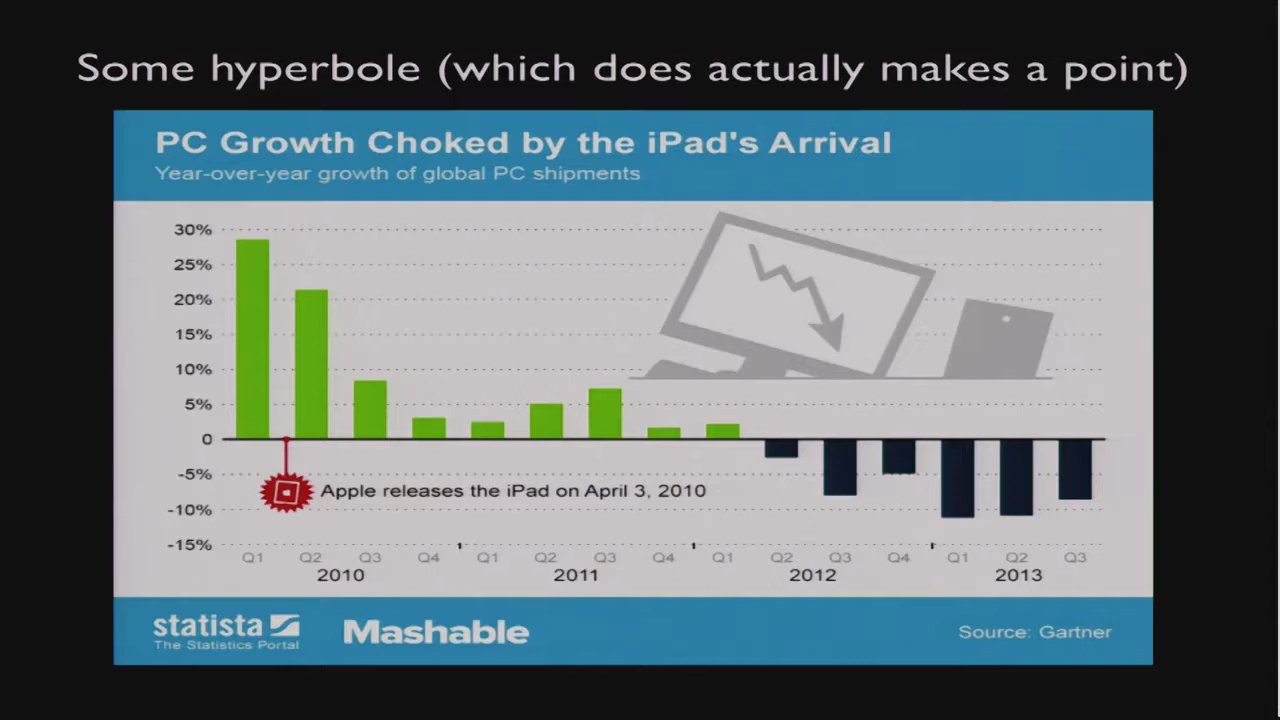 Some hyperbole (which does actually makes a point)
PC Growth Choked by the iPad's Arrival
Year-over-year growth of global PC shipments
30%
25%
20%
15%
10%
5%
0
-5%
Apple releases the iPad on April 3, 2010
-10%
-15%
Q1 Q2 Q3 Q4 Q1 Q2 Q3 Q4 Q1 Q2 Q3 Q4 Q1 Q2 Q3
2010 2011 2012 2013
statista
The Statistics Portal
Mashable
Source: Gartner